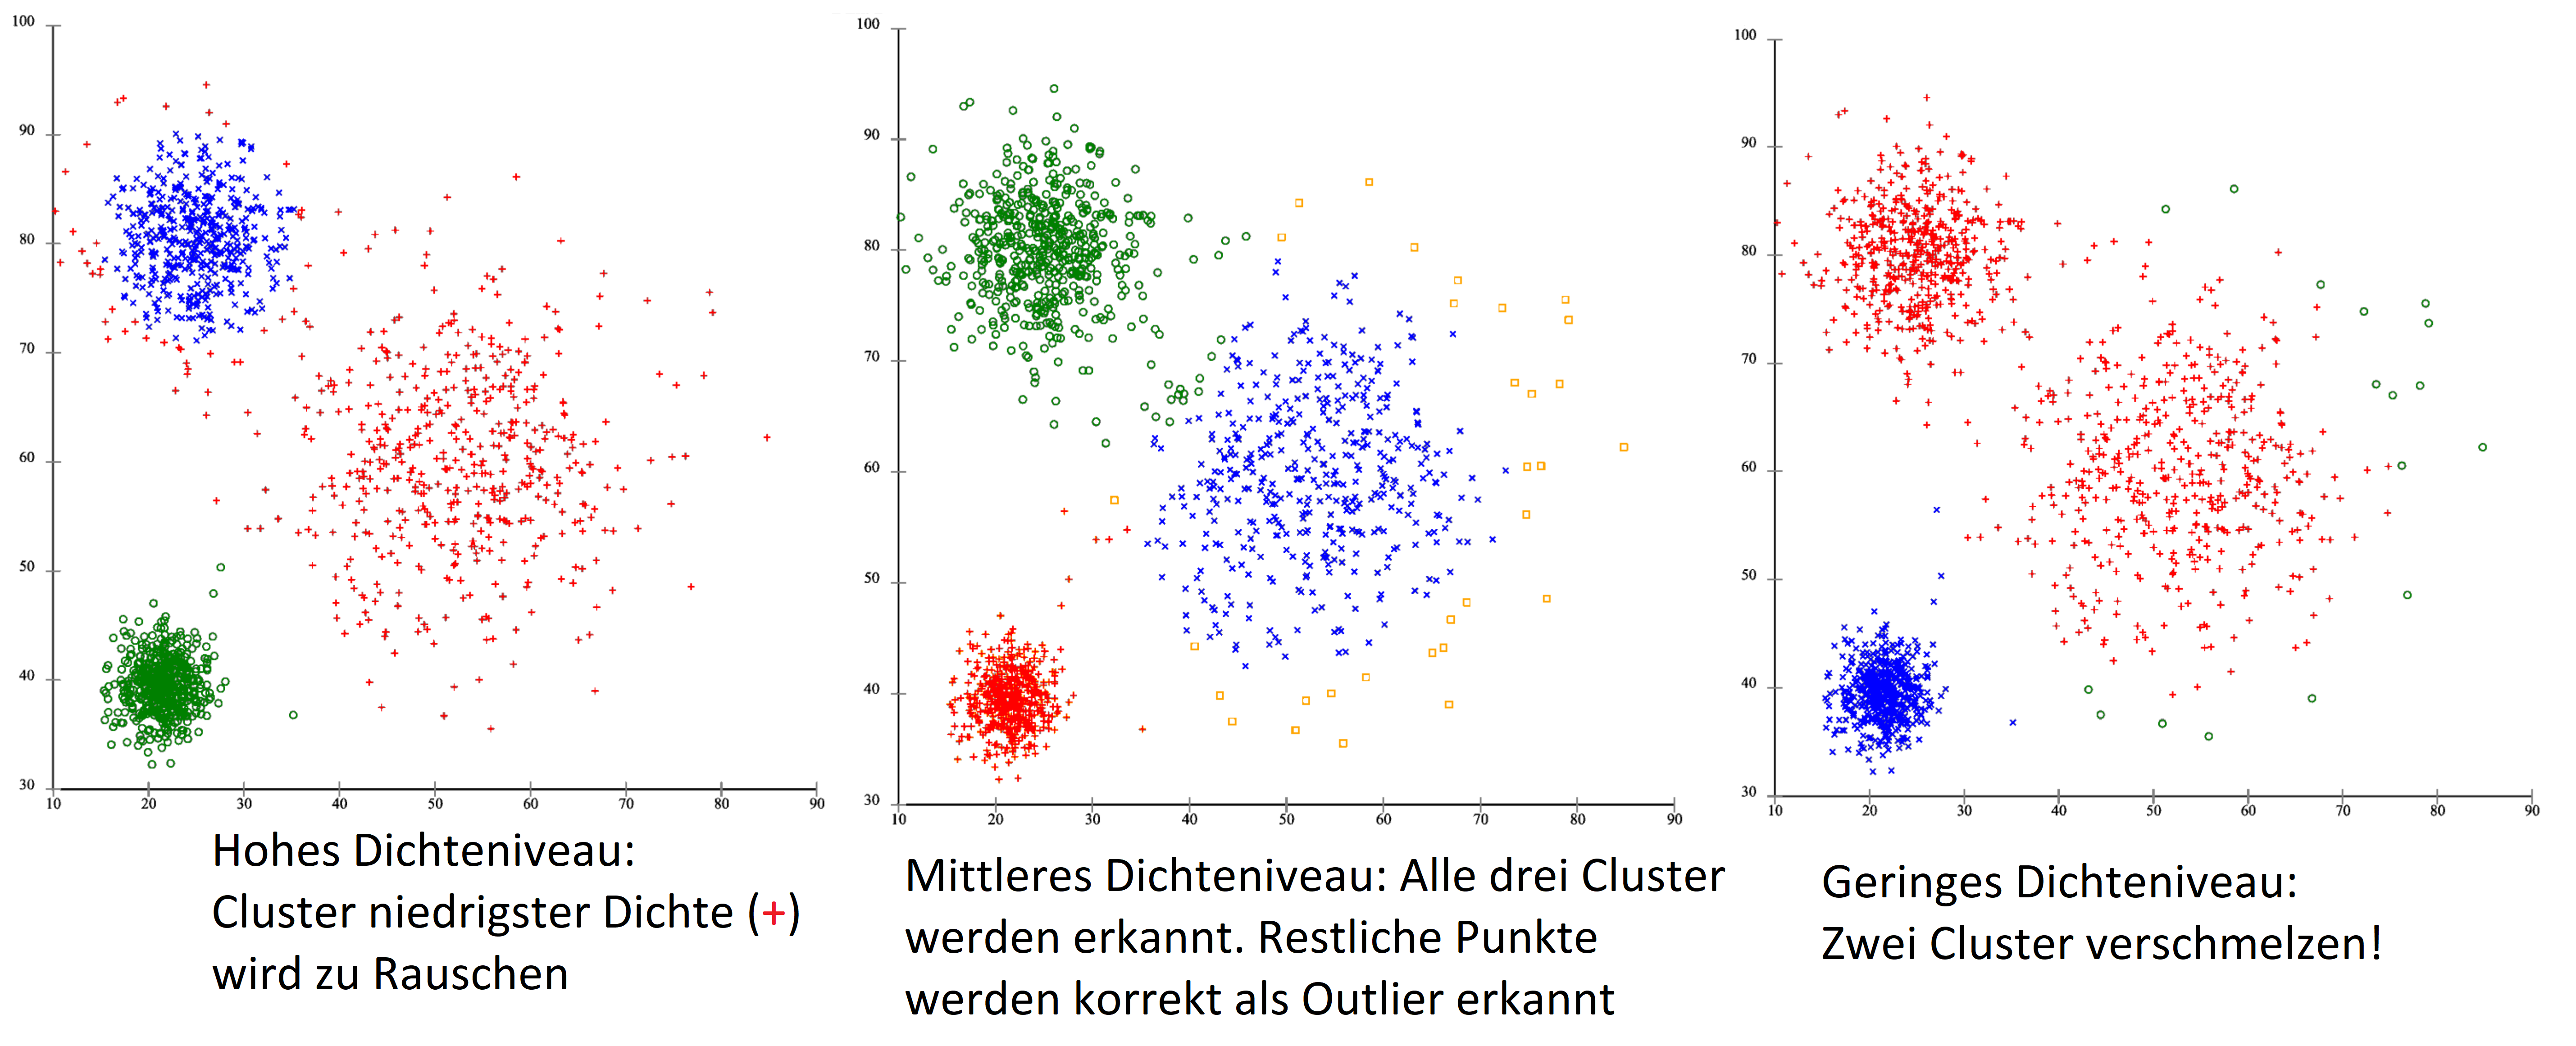 100
90
80
70
60
50
40
30
10 20 30 40 50 60 70 80 90
Hohes Dichteniveau:
Cluster niedrigster Dichte (+)
wird zu Rauschen
100
90
80
70
60
50
40
30
10 20 30 40 50 60 70 80 90
Mittleres Dichteniveau: Alle drei Cluster
werden erkannt. Restliche Punkte
werden korrekt als Outlier erkannt
100
90
80
70
60
50
40
30
10 20 30 40 50 60 70 80 90
Geringes Dichteniveau:
Zwei Cluster verschmelzen!